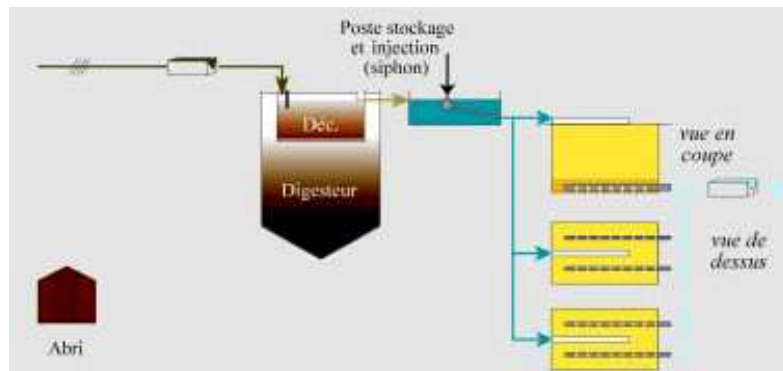 Poste stockage
et injection
(siphon)
Déc.
Digesteur
vue en
coupe
vue de
dessus
Abri